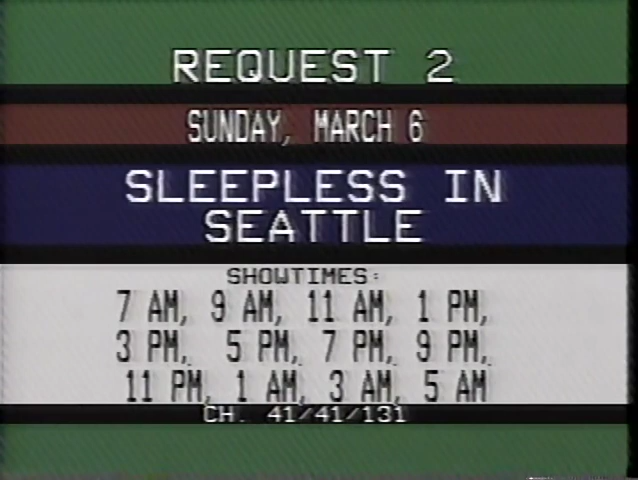 REQUEST 2
SUNDAY, MARCH 6
SLEEPLESS IN
SEATTLE
SHOWTIMES:
7 AM, 9 AM, 11 AM, 1 PM,
3 PM, 5 PM, 7 PM, 9 PM,
11 PM, 1 AM, 3 AM, 5 AM
CH. 41/41/131